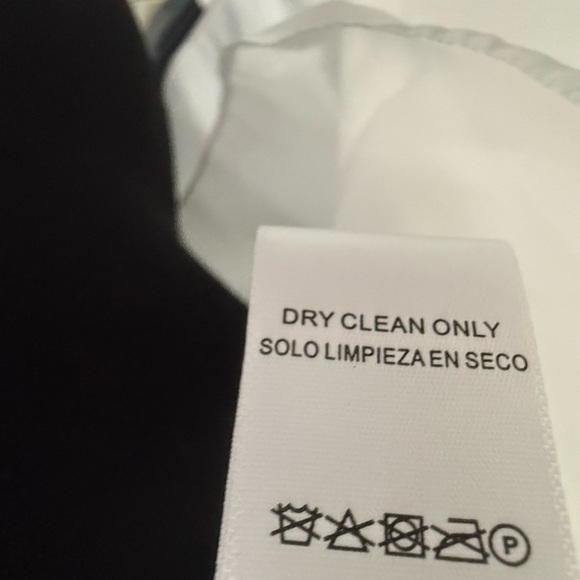 DRY CLEAN ONLY
SOLO LIMPIEZA EN SECO
P